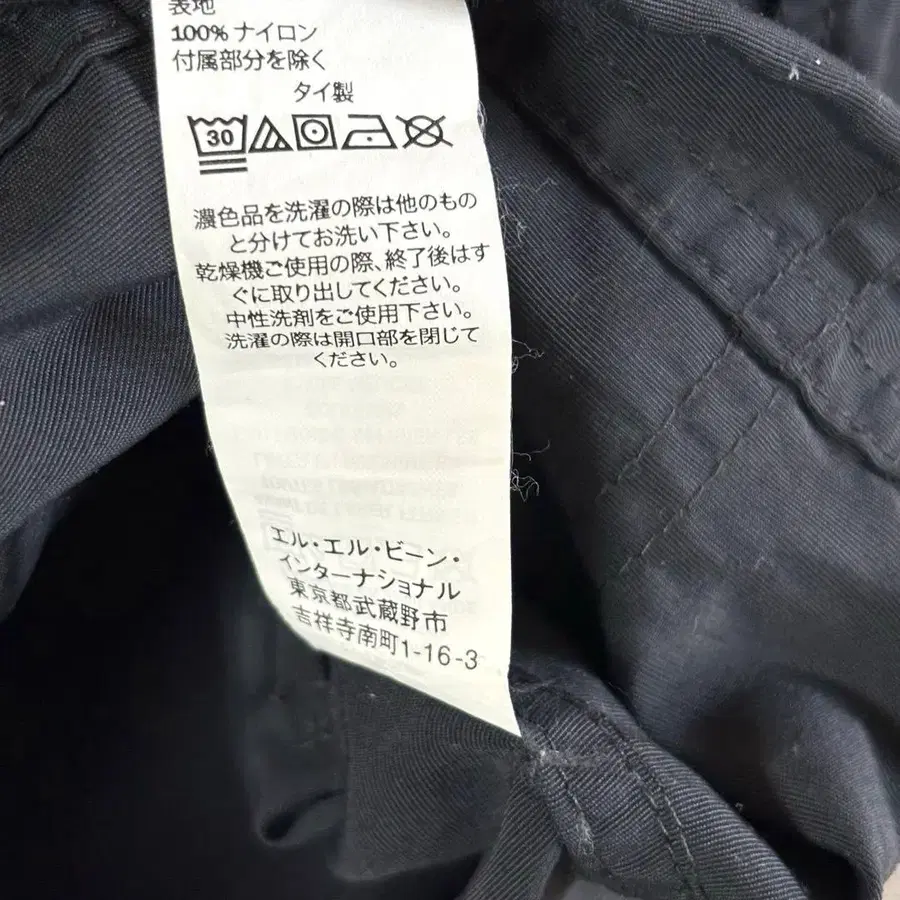 表地
100% ナイロン
付属部分を除く
タイ製
30
濃色品を洗濯の際は他のもの
と分けてお洗い下さい。
乾燥機ご使用の際、終了後はす
ぐに取り出してください。
中性洗剤をご使用下さい。
洗濯の際は開口部を閉じて
ください。
エル・エル・ビーン・
インターナショナル
東京都武蔵野市
吉祥寺南町1-16-3